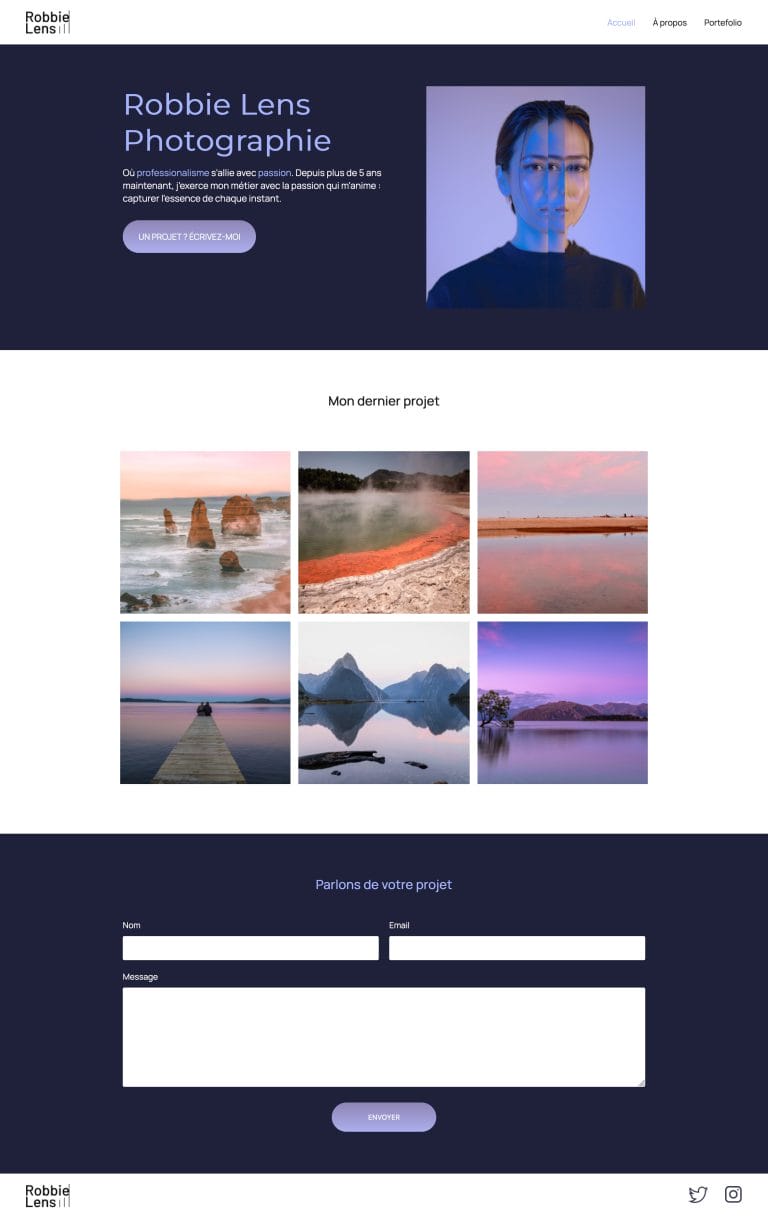 Robbie
Lens
Accueil
À propos
Portefolio
Robbie Lens
Photographie
Où professionalisme s'allie avec passion. Depuis plus de 5 ans
maintenant, j'exerce mon métier avec la passion qui m'anime :
capturer l'essence de chaque instant.
UN PROJET ? ÉCRIVEZ-MOI
Mon dernier projet
Parlons de votre projet
Nom
Email
Message
ENVOYER
Robbie
Lens